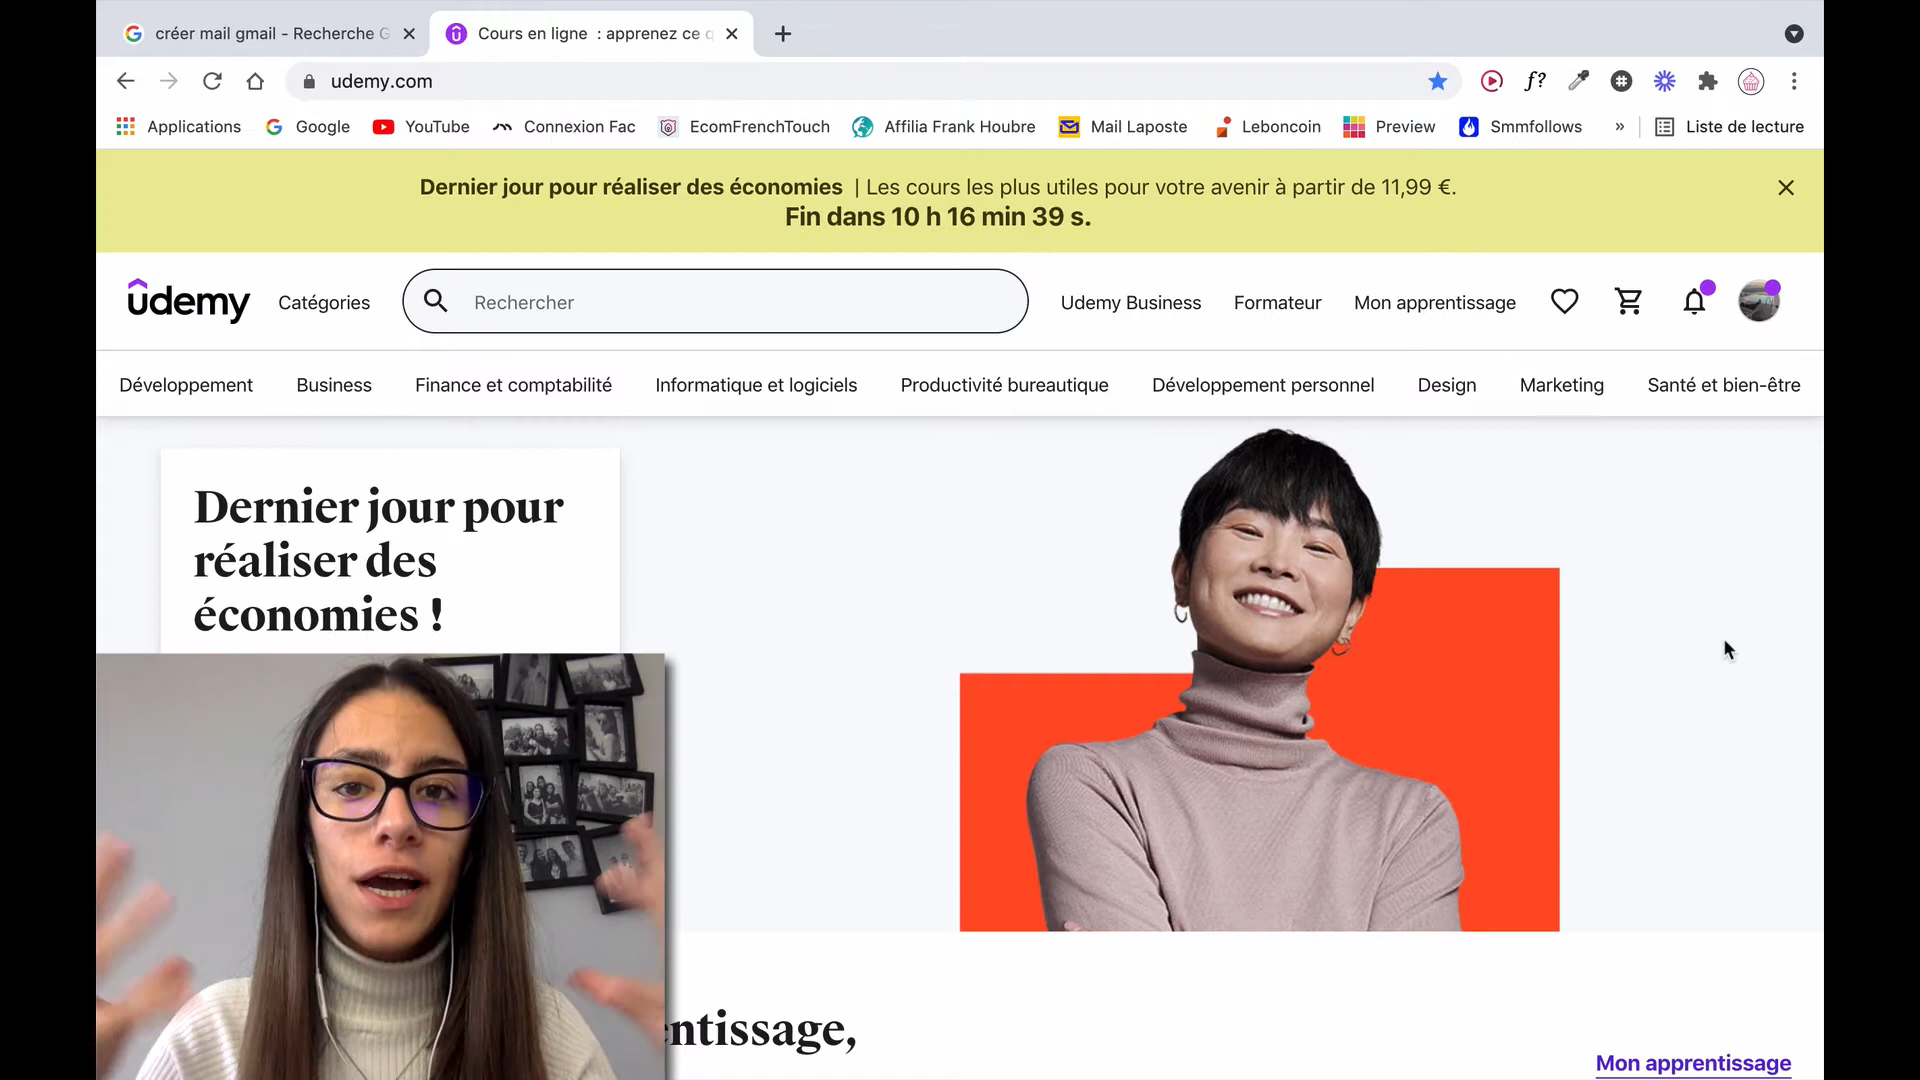 créer mail gmail - Recherche G
Cours en ligne : apprenez ce q
udemy.com
f?
Applications
Google
YouTube
Connexion Fac
EcomFrenchTouch
Affilia Frank Houbre
Mail Laposte
Leboncoin
Preview
Smmfollows
»
Liste de lecture
Dernier jour pour réaliser des économies | Les cours les plus utiles pour votre avenir à partir de 11,99 €.
Fin dans 10 h 16 min 39 s.
udemy
Catégories
Rechercher
Udemy Business
Formateur
Mon apprentissage
Développement
Business
Finance et comptabilité
Informatique et logiciels
Productivité bureautique
Développement personnel
Design
Marketing
Santé et bien-être
Dernier jour pour
réaliser des
économies !
entissage,
Mon apprentissage